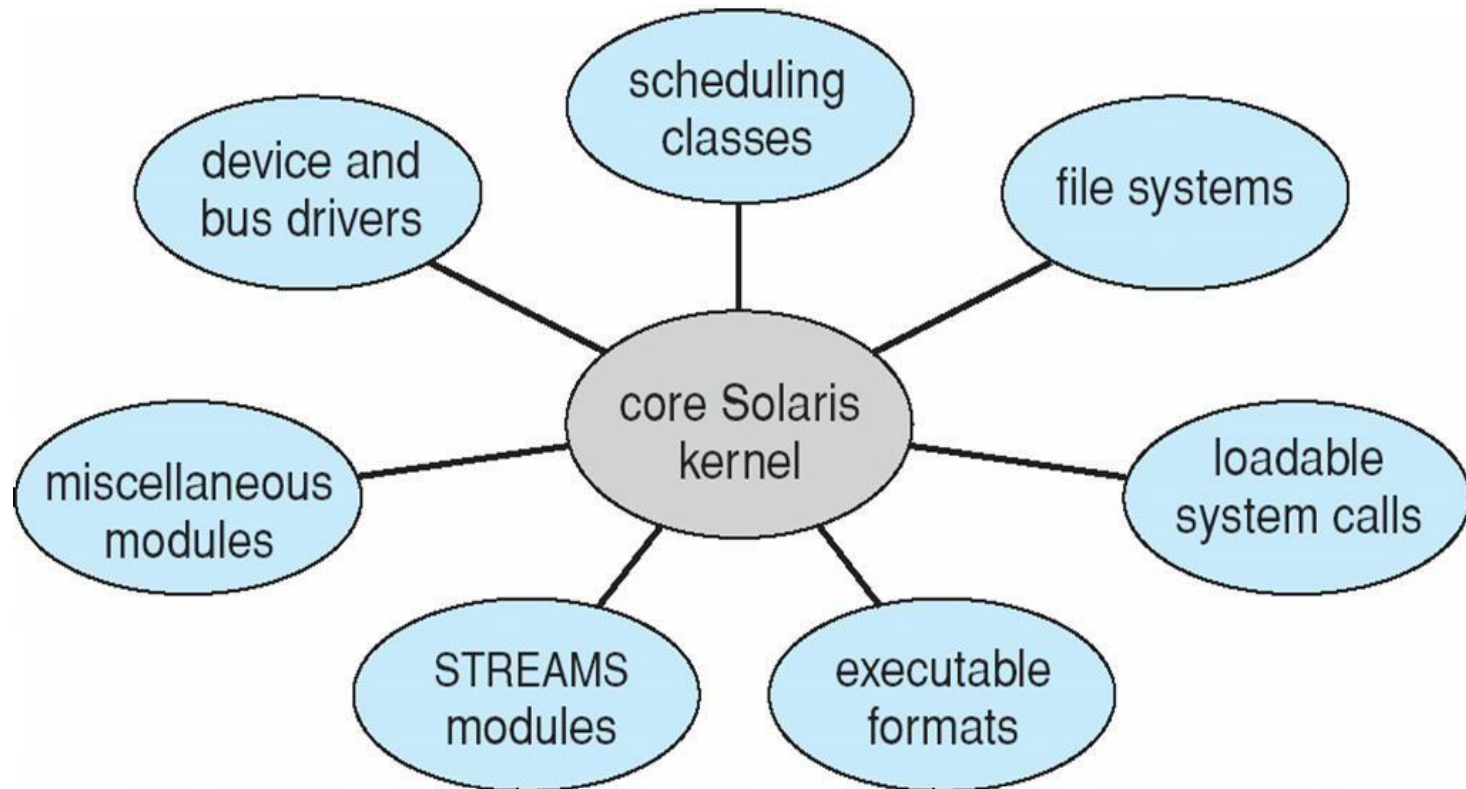 scheduling
classes
device and
bus drivers
file systems
core Solaris
kernel
loadable
system calls
miscellaneous
modules
STREAMS
modules
executable
formats